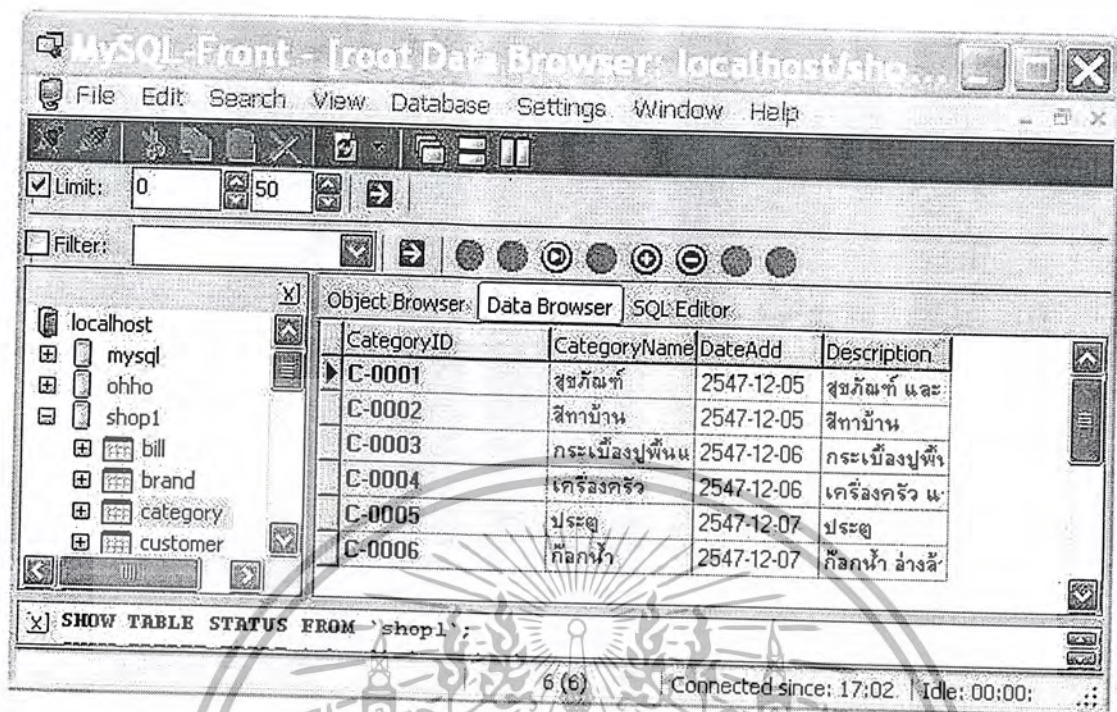 MySQL-Front - [root Data Browser: localhost/sho...
File Edit Search View Database Settings Window Help
Limit: 0 50
Filter:
localhost
mysql
ohho
shop1
bill
brand
category
customer
Object Browser Data Browser SQL Editor
CategoryID CategoryName DateAdd Description
C-0001 สุขภัณฑ์ 2547-12-05 สุขภัณฑ์ และ
C-0002 สีทาบ้าน 2547-12-05 สีทาบ้าน
C-0003 กระเบื้องปูพื้นแ 2547-12-06 กระเบื้องปูพื้น
C-0004 เครื่องครัว 2547-12-06 เครื่องครัว แ
C-0005 ประตู 2547-12-07 ประตู
C-0006 ก๊อกน้ำ 2547-12-07 ก๊อกน้ำ อ่างล้
SHOW TABLE STATUS FROM `shop1`;
6 (6) Connected since: 17:02. Idle: 00:00: